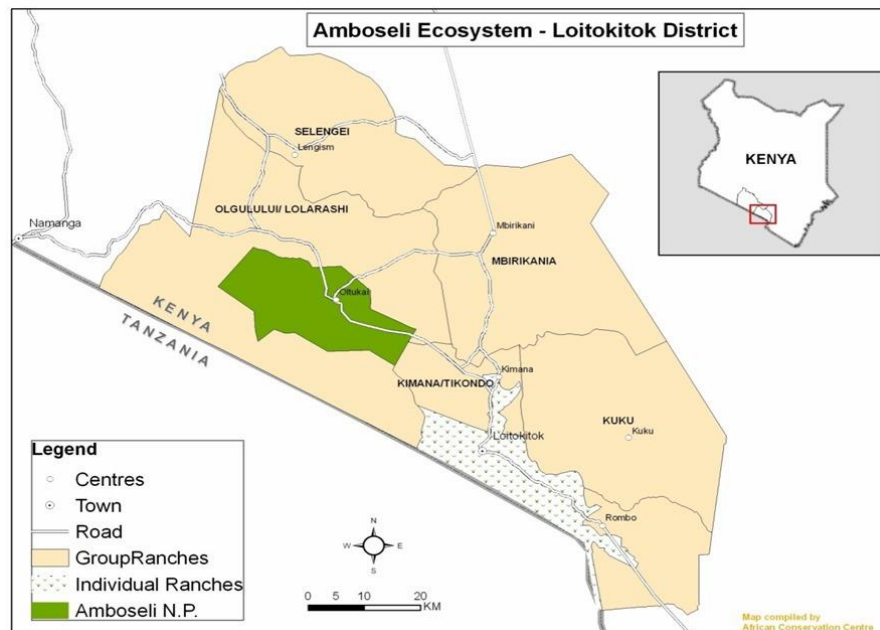 Amboseli Ecosystem - Loitokitok District
KENYA
SELENGEI
Lengism
OLGULULUI/ LOLARASHI
Namanga
Mbirikani
MBIRIKANIA
Oltukai
KENYA
TANZANIA
Kimana
KIMANA/TIKONDO
KUKU
Kuku
Loitokitok
Rombo
Legend
Centres
Town
Road
GroupRanches
Individual Ranches
Amboseli N.P.
N
W E
S
0 10 20
KM
Map compiled by
African Conservation Centre